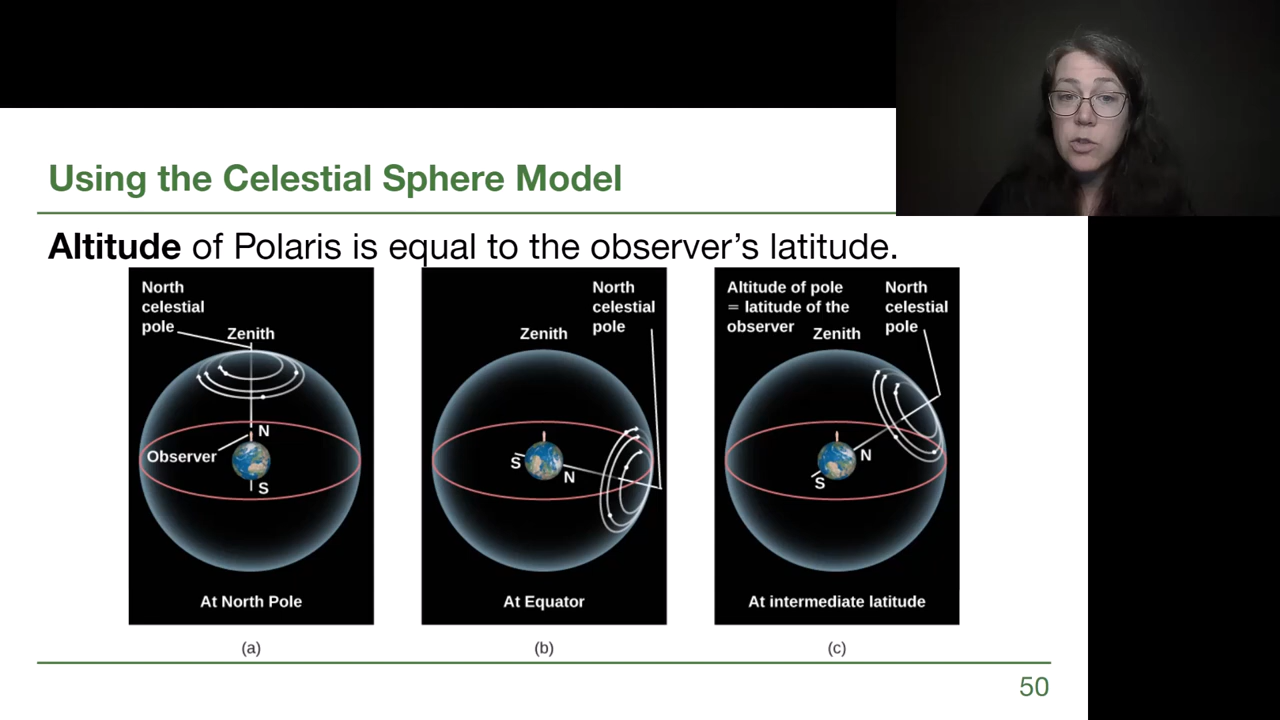 Using the Celestial Sphere Model
Altitude of Polaris is equal to the observer's latitude.
North
celestial
pole
Zenith
Observer
N
S
At North Pole
(a)
North
celestial
pole
Zenith
S
N
At Equator
(b)
Altitude of pole
= latitude of the
observer
Zenith
North
celestial
pole
N
S
At intermediate latitude
(c)
50